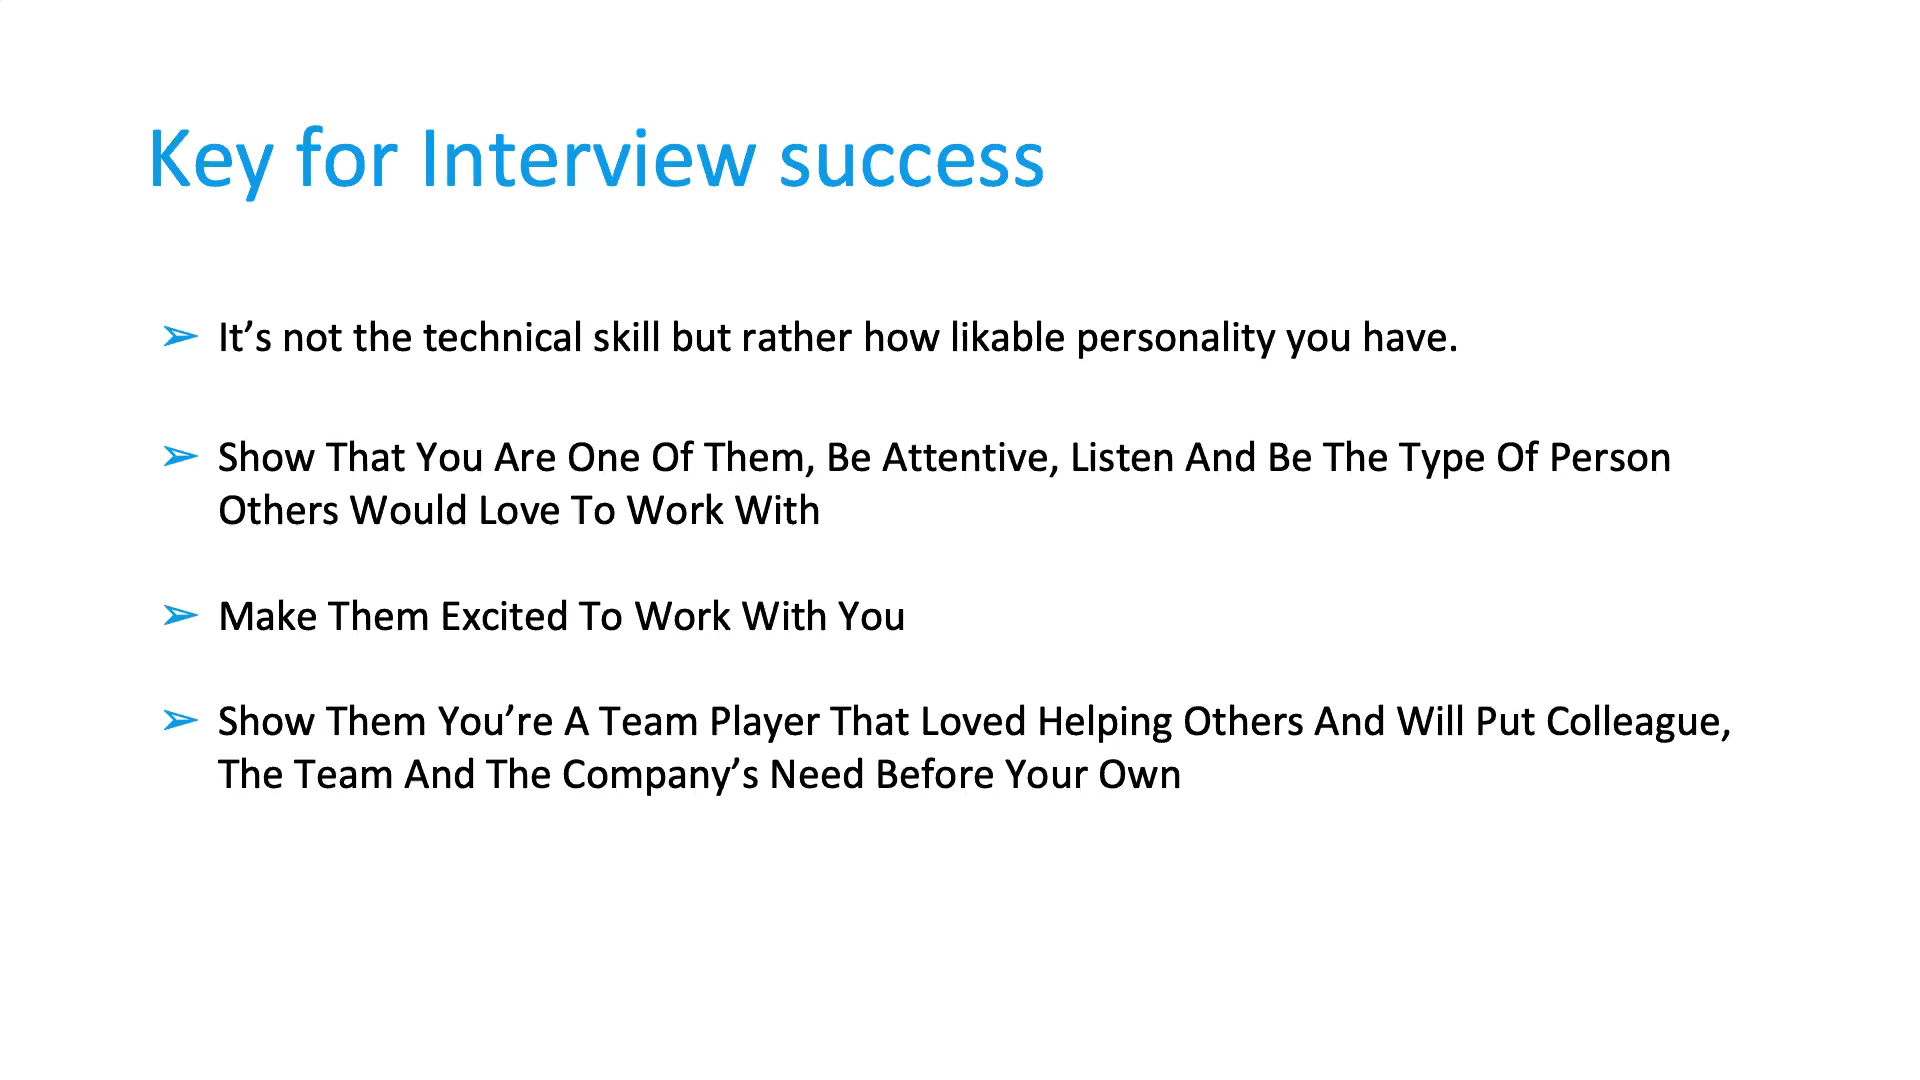 Key for Interview success
➢ It’s not the technical skill but rather how likable personality you have.
➢ Show That You Are One Of Them, Be Attentive, Listen And Be The Type Of Person
Others Would Love To Work With
➢ Make Them Excited To Work With You
➢ Show Them You’re A Team Player That Loved Helping Others And Will Put Colleague,
The Team And The Company’s Need Before Your Own